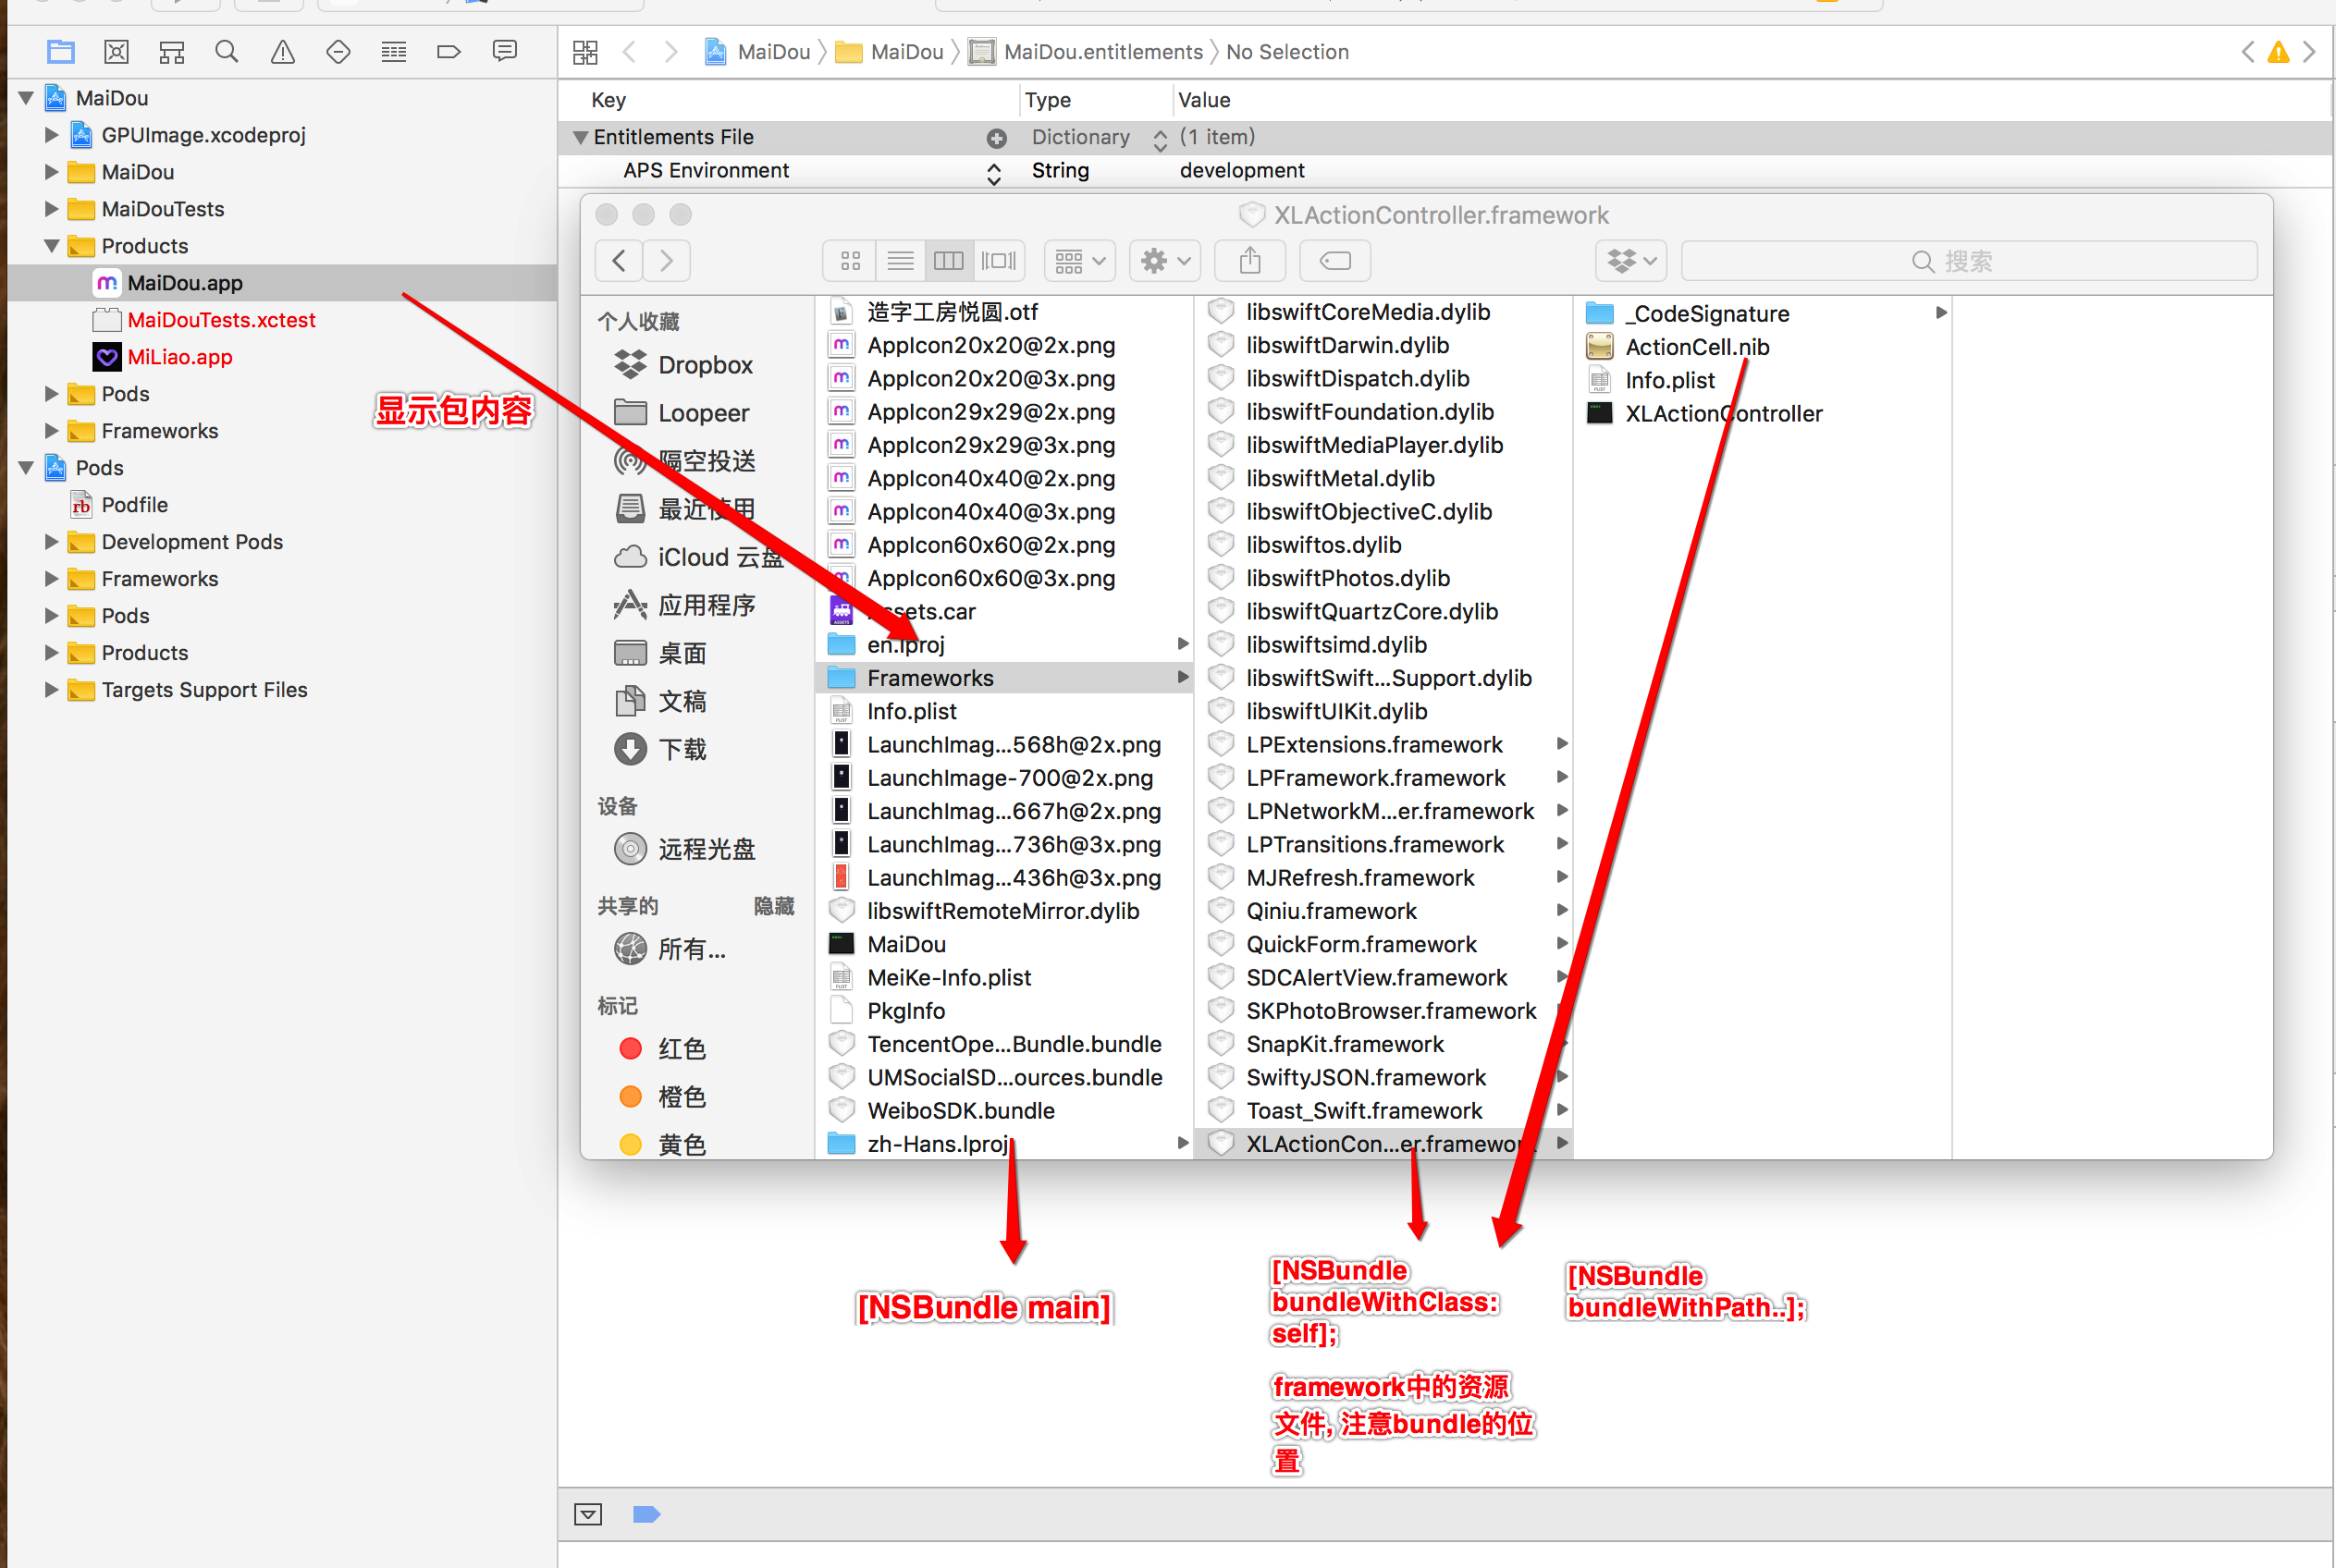 MaiDou
MaiDou
MaiDou.entitlements
No Selection
MaiDou
GPUImage.xcodeproj
MaiDou
MaiDouTests
Products
MaiDou.app
MaiDouTests.xctest
MiLiao.app
Pods
Frameworks
Pods
Podfile
Development Pods
Frameworks
Pods
Products
Targets Support Files
Key Type Value
Entitlements File Dictionary (1 item)
APS Environment String development
显示包内容
XLActionController.framework
搜索
个人收藏
Dropbox
Loopeer
隔空投送
最近使用
iCloud 云盘
应用程序
桌面
文稿
下载
设备
远程光盘
共享的 隐藏
所有...
标记
红色
橙色
黄色
造字工房悦圆.otf
AppIcon20x20@2x.png
AppIcon20x20@3x.png
AppIcon29x29@2x.png
AppIcon29x29@3x.png
AppIcon40x40@2x.png
AppIcon40x40@3x.png
AppIcon60x60@2x.png
AppIcon60x60@3x.png
Assets.car
en.lproj
Frameworks
Info.plist
LaunchImag...568h@2x.png
LaunchImage-700@2x.png
LaunchImag...667h@2x.png
LaunchImag...736h@3x.png
LaunchImag...436h@3x.png
libswiftRemoteMirror.dylib
MaiDou
MeiKe-Info.plist
PkgInfo
TencentOpe...Bundle.bundle
UMSocialSD...ources.bundle
WeiboSDK.bundle
zh-Hans.lproj
libswiftCoreMedia.dylib
libswiftDarwin.dylib
libswiftDispatch.dylib
libswiftFoundation.dylib
libswiftMediaPlayer.dylib
libswiftMetal.dylib
libswiftObjectiveC.dylib
libswiftos.dylib
libswiftPhotos.dylib
libswiftQuartzCore.dylib
libswiftsimd.dylib
libswiftSwift...Support.dylib
libswiftUIKit.dylib
LPExtensions.framework
LPFramework.framework
LPNetworkM...er.framework
LPTransitions.framework
MJRefresh.framework
Qiniu.framework
QuickForm.framework
SDCAlertView.framework
SKPhotoBrowser.framework
SnapKit.framework
SwiftyJSON.framework
Toast_Swift.framework
XLActionCon...er.framework
_CodeSignature
ActionCell.nib
Info.plist
XLActionController
[NSBundle main]
[NSBundle
bundleWithClass:
self];
[NSBundle
bundleWithPath..];
framework中的资源
文件, 注意bundle的位
置